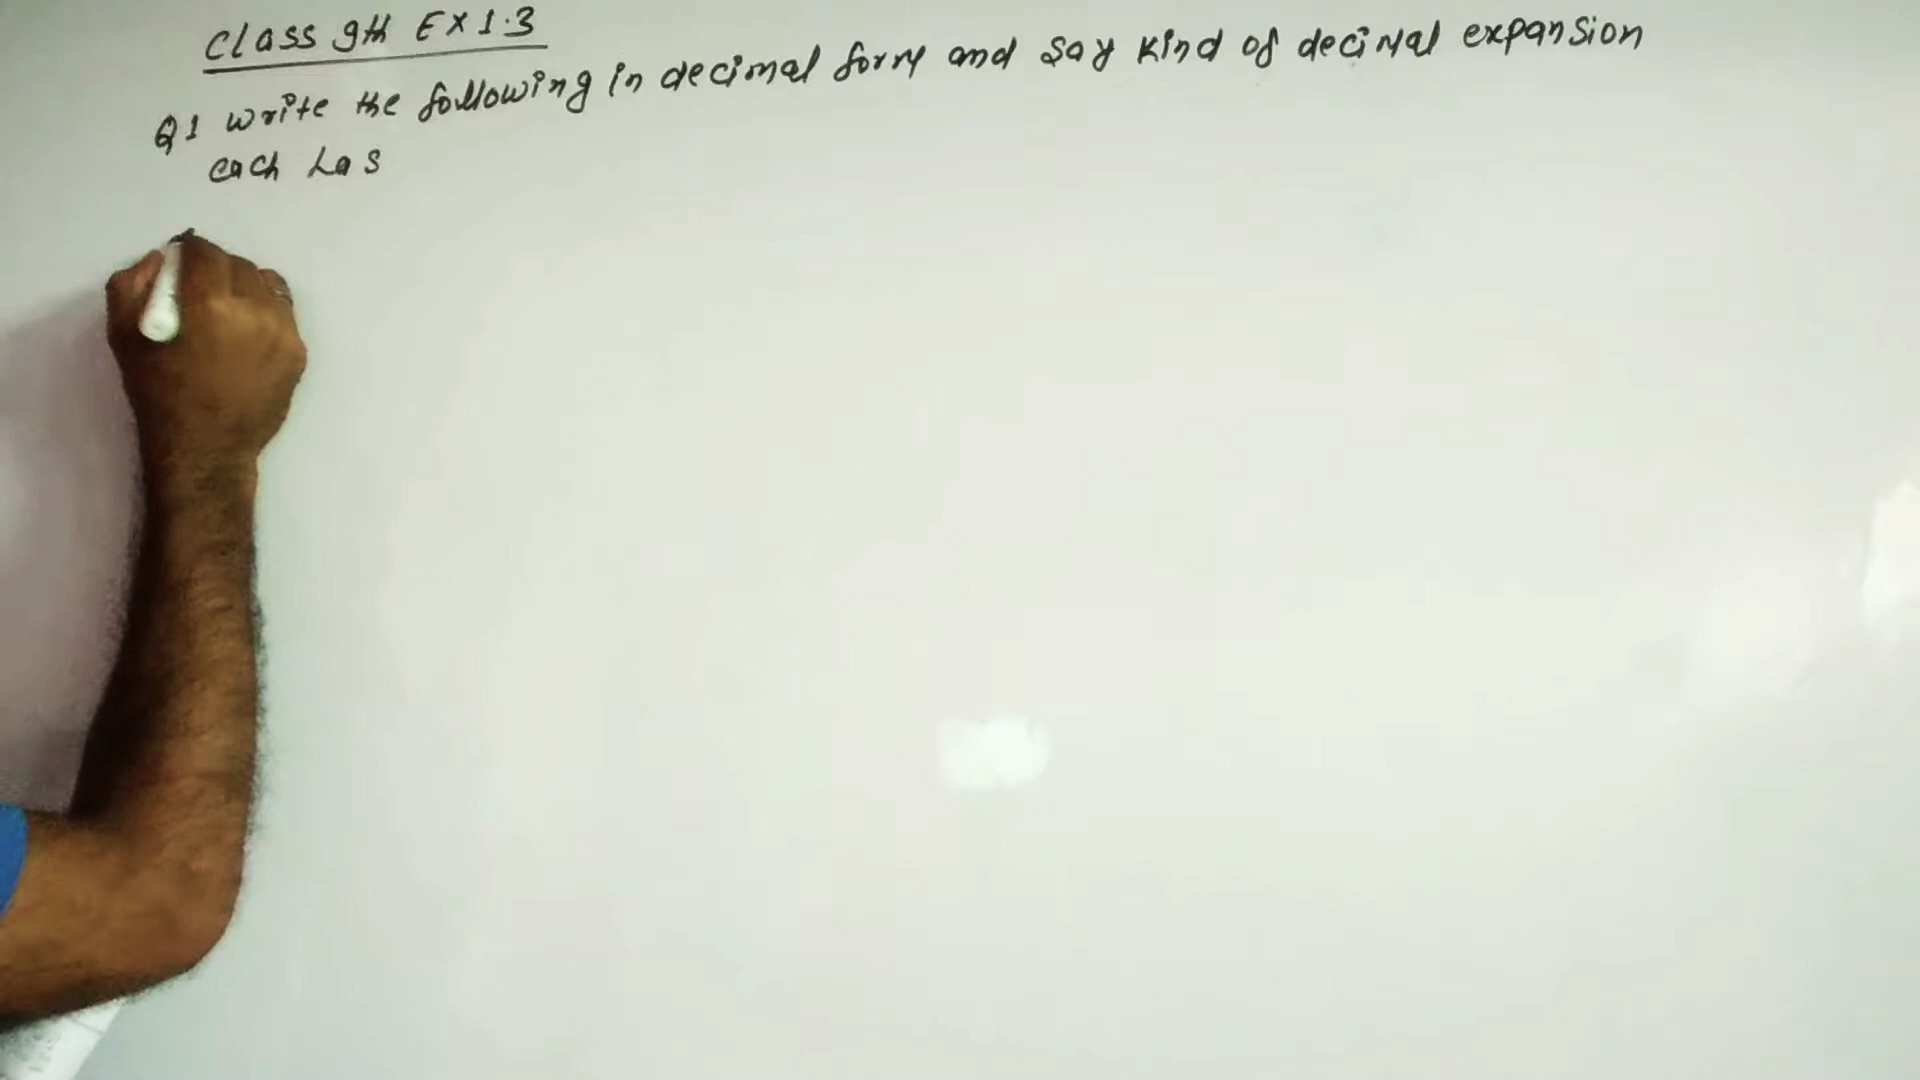 Class 9th EX 1.3
Q1 write the following in decimal form and say kind of decimal expansion
each has